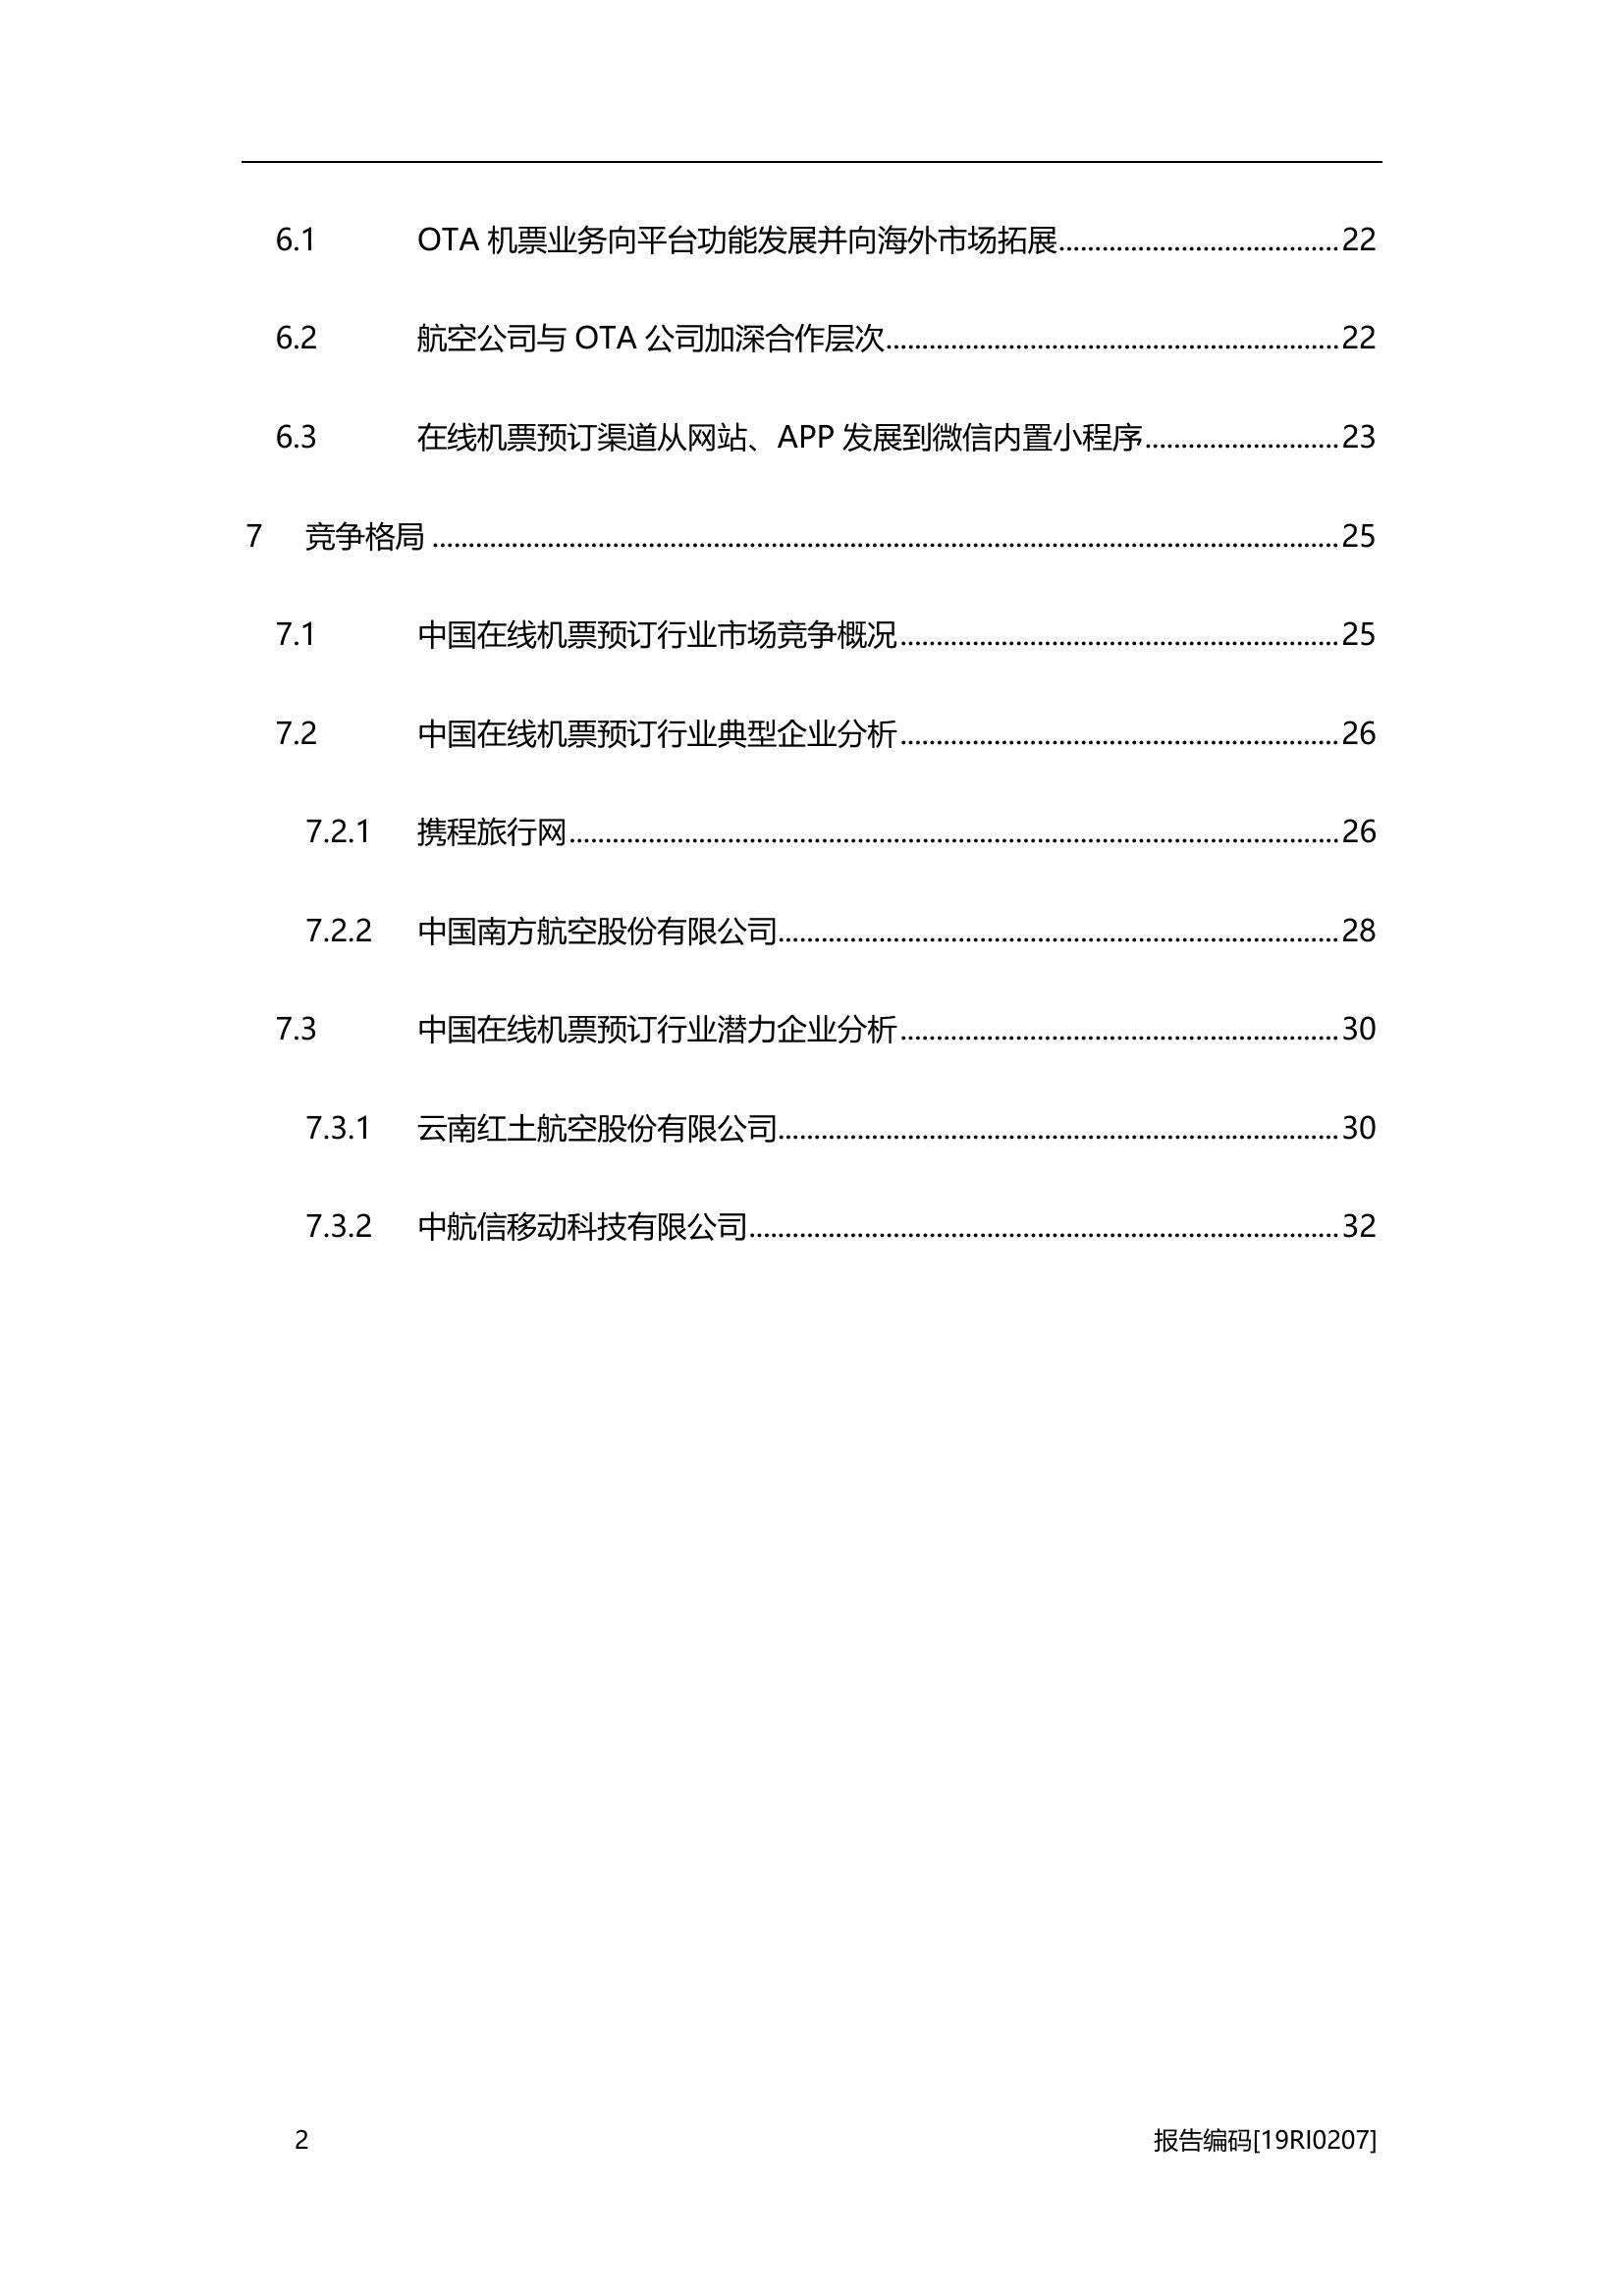 6.1 OTA 机票业务向平台功能发展并向海外市场拓展.......................................22
6.2 航空公司与 OTA 公司加深合作层次...............................................................22
6.3 在线机票预订渠道从网站、APP 发展到微信内置小程序...........................23
7 竞争格局..............................................................................................................................25
7.1 中国在线机票预订行业市场竞争概况.............................................................25
7.2 中国在线机票预订行业典型企业分析.............................................................26
7.2.1 携程旅行网...........................................................................................................26
7.2.2 中国南方航空股份有限公司..............................................................................28
7.3 中国在线机票预订行业潜力企业分析.............................................................30
7.3.1 云南红土航空股份有限公司..............................................................................30
7.3.2 中航信移动科技有限公司..................................................................................32
2 报告编码[19RI0207]